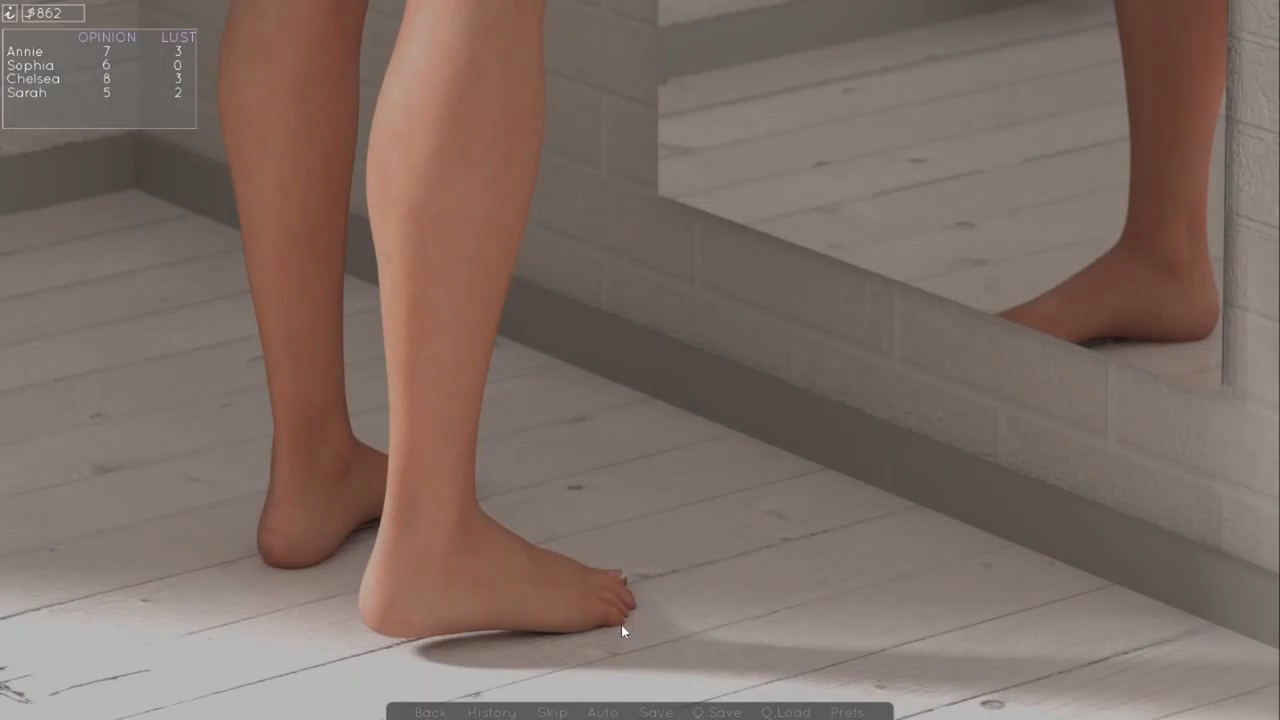 i $862
OPINION LUST
Annie 7 3
Sophia 6 0
Chelsea 8 3
Sarah 5 2
Back History Skip Auto Save Q.Save Q.Load Prefs